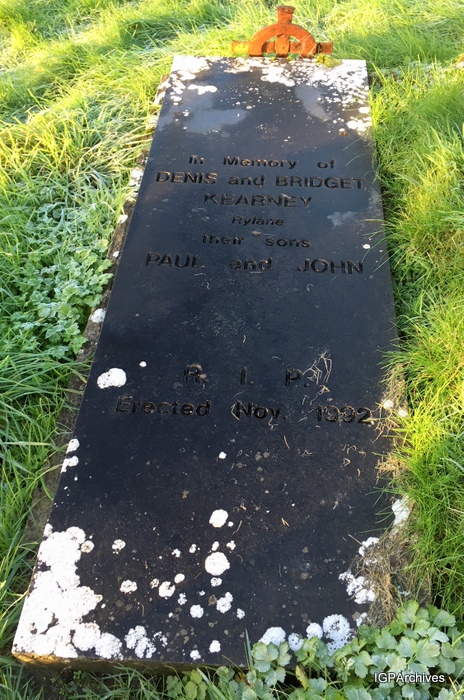 In Memory of
DENIS and BRIDGET
KEARNEY
Rylane
their sons
PAUL and JOHN
R. I. P.
Erected Nov. 1992
IGPArchives